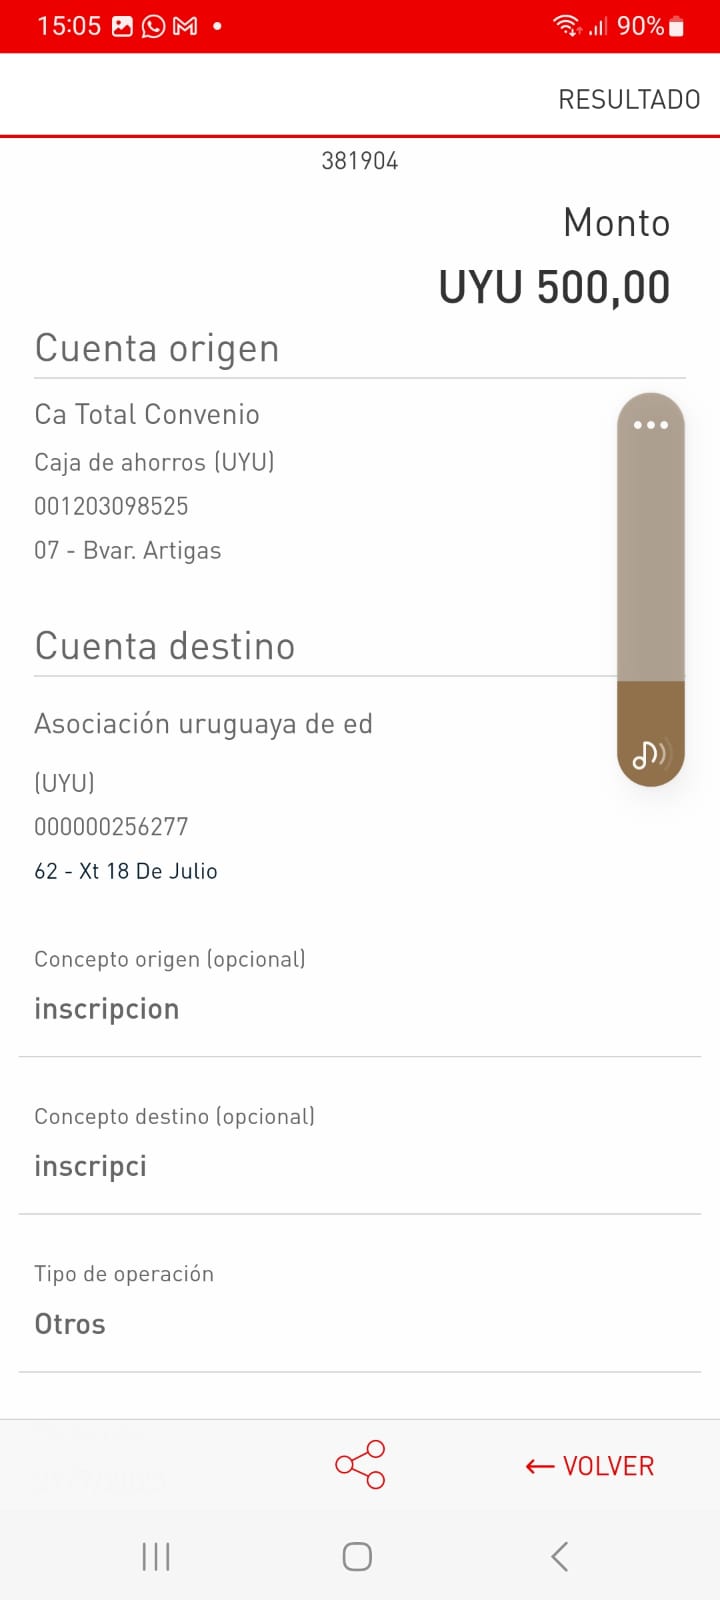 15:05
90%
RESULTADO
381904
Monto
UYU 500,00
Cuenta origen
Ca Total Convenio
Caja de ahorros (UYU)
001203098525
07 - Bvar. Artigas
Cuenta destino
Asociación uruguaya de ed
(UYU)
000000256277
62 - Xt 18 De Julio
Concepto origen (opcional)
inscripcion
Concepto destino (opcional)
inscripci
Tipo de operación
Otros
← VOLVER